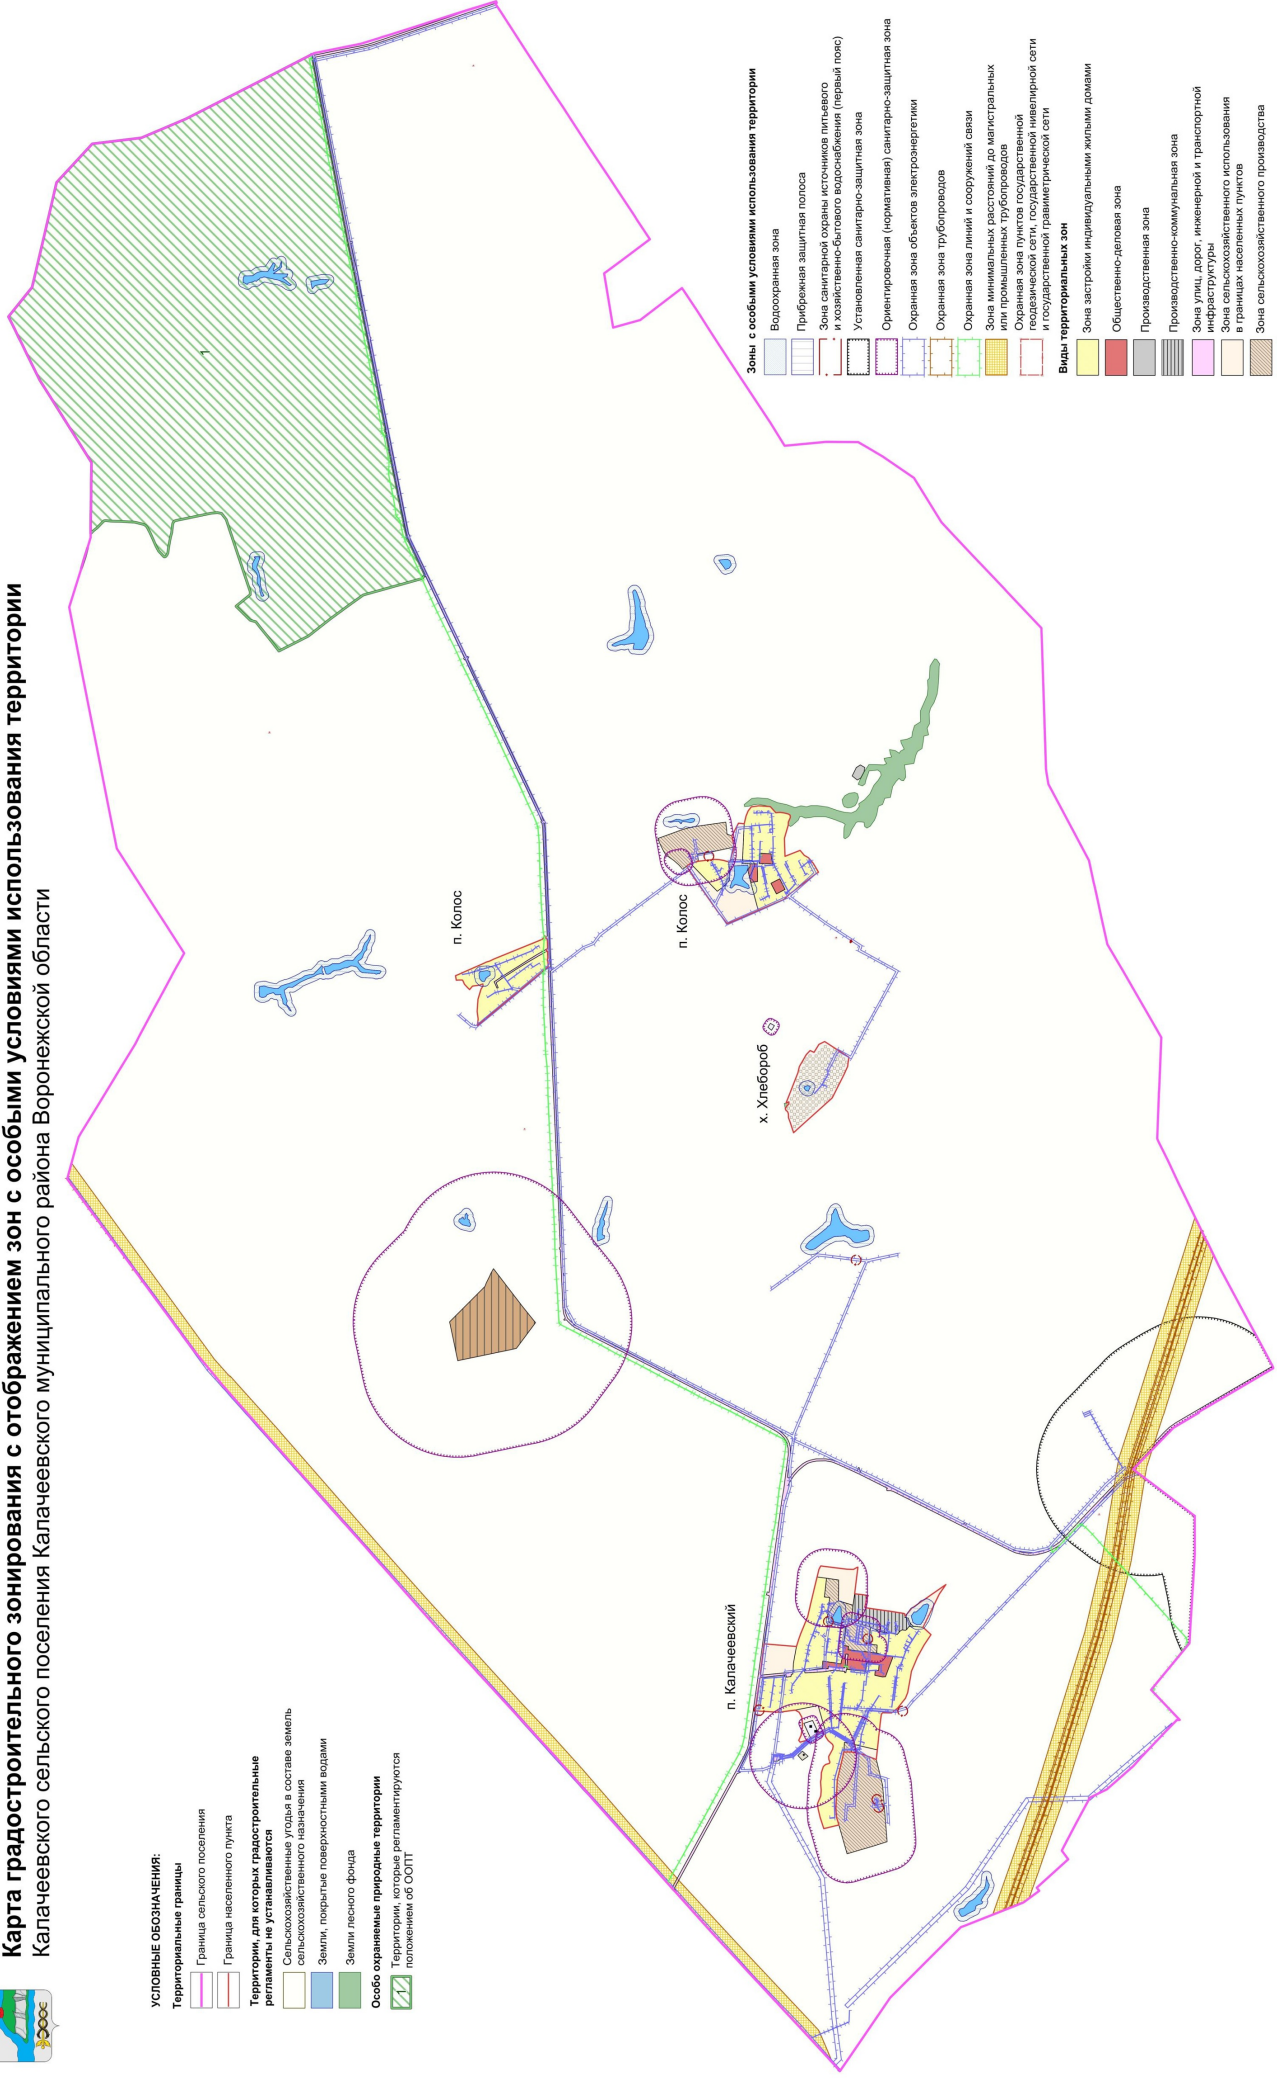 Карта градостроительного зонирования с отображением зон с особыми условиями использования территории
Калачеевского сельского поселения Калачеевского муниципального района Воронежской области
УСЛОВНЫЕ ОБОЗНАЧЕНИЯ:
Территориальные границы
Граница сельского поселения
Граница населенного пункта
Территории, для которых градостроительные
регламенты не устанавливаются
Сельскохозяйственные угодья в составе земель
сельскохозяйственного назначения
Земли, покрытые поверхностными водами
Земли лесного фонда
Особо охраняемые природные территории
1
Территории, которые регламентируются
положением об ООПТ
1
п. Колос
п. Колос
х. Хлебороб
п. Калачеевский
Зоны с особыми условиями использования территории
Водоохранная зона
Прибрежная защитная полоса
Зона санитарной охраны источников питьевого
и хозяйственно-бытового водоснабжения (первый пояс)
Установленная санитарно-защитная зона
Ориентировочная (нормативная) санитарно-защитная зона
Охранная зона объектов электроэнергетики
Охранная зона трубопроводов
Охранная зона линий и сооружений связи
Зона минимальных расстояний до магистральных
или промышленных трубопроводов
Охранная зона пунктов государственной
геодезической сети, государственной нивелирной сети
и государственной гравиметрической сети
Виды территориальных зон
Зона застройки индивидуальными жилыми домами
Общественно-деловая зона
Производственная зона
Производственно-коммунальная зона
Зона улиц, дорог, инженерной и транспортной
инфраструктуры
Зона сельскохозяйственного использования
в границах населенных пунктов
Зона сельскохозяйственного производства